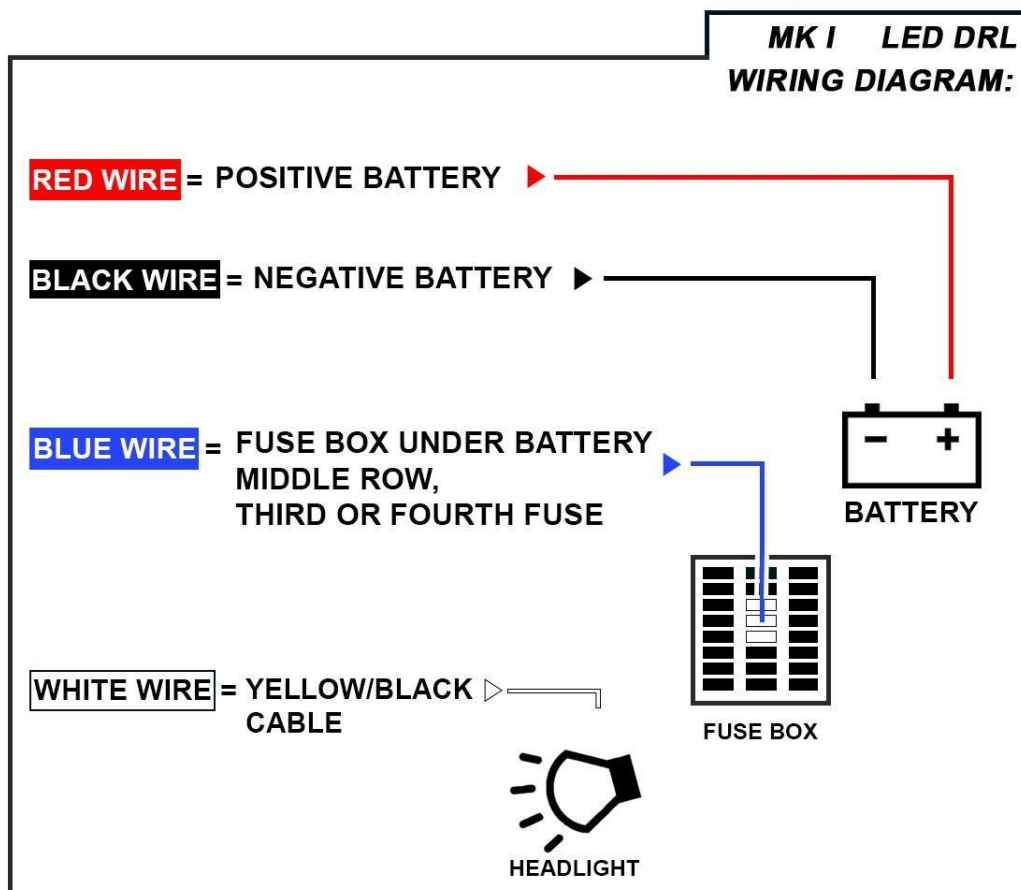 MK I LED DRL
WIRING DIAGRAM:
RED WIRE = POSITIVE BATTERY
BLACK WIRE = NEGATIVE BATTERY
BLUE WIRE = FUSE BOX UNDER BATTERY
MIDDLE ROW,
THIRD OR FOURTH FUSE
− +
BATTERY
FUSE BOX
WHITE WIRE = YELLOW/BLACK
CABLE
HEADLIGHT